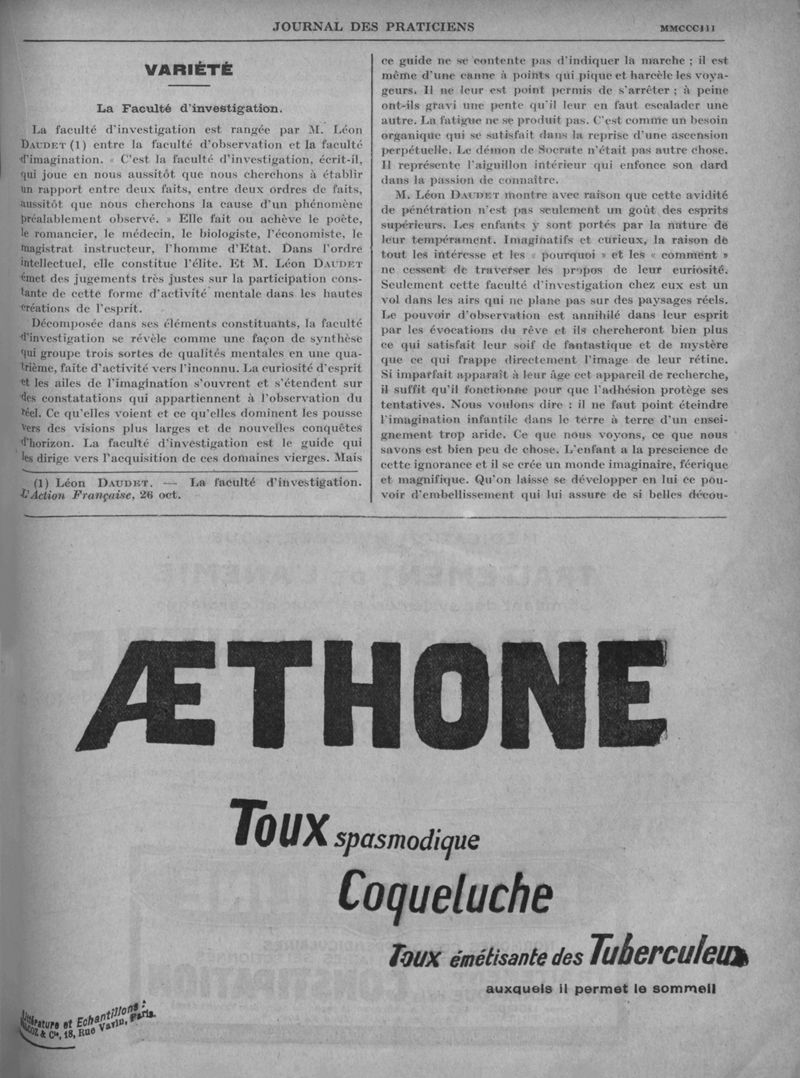 JOURNAL DES PRATICIENS
MMCCCIII
VARIÉTÉ
La Faculté d'investigation.
La faculté d'investigation est rangée par M. Léon
DAUDET (1) entre la faculté d'observation et la faculté
d'imagination. « C'est la faculté d'investigation, écrit-il,
qui joue en nous aussitôt que nous cherchons à établir
un rapport entre deux faits, entre deux ordres de faits,
aussitôt que nous cherchons la cause d'un phénomène
préalablement observé. » Elle fait ou achève le poète,
le romancier, le médecin, le biologiste, l'économiste, le
magistrat instructeur, l'homme d'Etat. Dans l'ordre
intellectuel, elle constitue l'élite. Et M. Léon DAUDET
émet des jugements très justes sur la participation cons-
tante de cette forme d'activité mentale dans les hautes
créations de l'esprit.
Décomposée dans ses éléments constituants, la faculté
d'investigation se révèle comme une façon de synthèse
qui groupe trois sortes de qualités mentales en une qua-
trième, faîte d'activité vers l'inconnu. La curiosité d'esprit
et les ailes de l'imagination s'ouvrent et s'étendent sur
des constatations qui appartiennent à l'observation du
réel. Ce qu'elles voient et ce qu'elles dominent les pousse
vers des visions plus larges et de nouvelles conquêtes
d'horizon. La faculté d'investigation est le guide qui
les dirige vers l'acquisition de ces domaines vierges. Mais
(1) Léon DAUDET. — La faculté d'investigation.
L'Action Française, 26 oct.
ce guide ne se contente pas d'indiquer la marche ; il est
même d'une canne à points qui pique et harcèle les voya-
geurs. Il ne leur est point permis de s'arrêter ; à peine
ont-ils gravi une pente qu'il leur en faut escalader une
autre. La fatigue ne se produit pas. C'est comme un besoin
organique qui se satisfait dans la reprise d'une ascension
perpétuelle. Le démon de Socrate n'était pas autre chose.
Il représente l'aiguillon intérieur qui enfonce son dard
dans la passion de connaître.
M. Léon DAUDET montre avec raison que cette avidité
de pénétration n'est pas seulement un goût des esprits
supérieurs. Les enfants y sont portés par la nature de
leur tempérament. Imaginatifs et curieux, la raison de
tout les intéresse et les « pourquoi » et les « comment »
ne cessent de traverser les propos de leur curiosité.
Seulement cette faculté d'investigation chez eux est un
vol dans les airs qui ne plane pas sur des paysages réels.
Le pouvoir d'observation est annihilé dans leur esprit
par les évocations du rêve et ils chercheront bien plus
ce qui satisfait leur soif de fantastique et de mystère
que ce qui frappe directement l'image de leur rétine.
Si imparfait apparaît à leur âge cet appareil de recherche,
il suffit qu'il fonctionne pour que l'adhésion protège ses
tentatives. Nous voulons dire : il ne faut point éteindre
l'imagination infantile dans le terre à terre d'un ensei-
gnement trop aride. Ce que nous voyons, ce que nous
savons est bien peu de chose. L'enfant a la prescience de
cette ignorance et il se crée un monde imaginaire, féerique
et magnifique. Qu'on laisse se développer en lui ce pou-
voir d'embellissement qui lui assure de si belles décou-
ÆTHONE
Toux spasmodique
Coqueluche
Toux émétisante des Tuberculeux
auxquels il permet le sommeil
Littérature et Echantillons :
& Cie, 18, Rue Vavin, Paris.